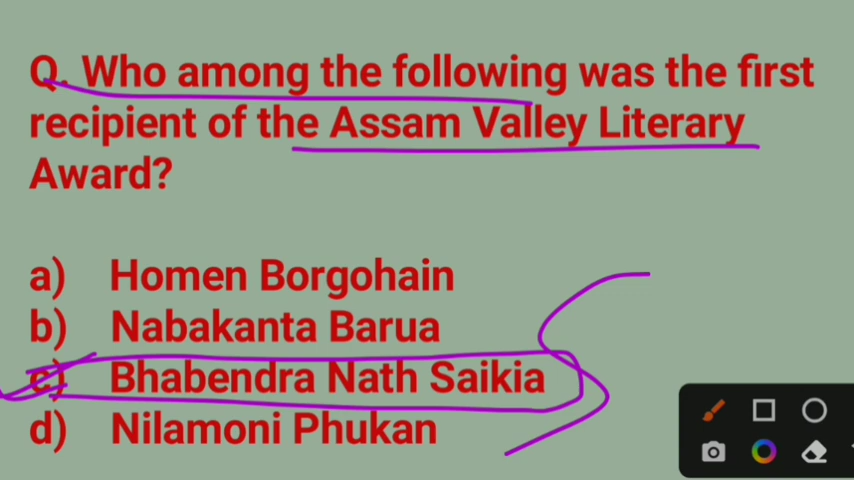 Q. Who among the following was the first
recipient of the Assam Valley Literary
Award?
a) Homen Borgohain
b) Nabakanta Barua
c) Bhabendra Nath Saikia
d) Nilamoni Phukan